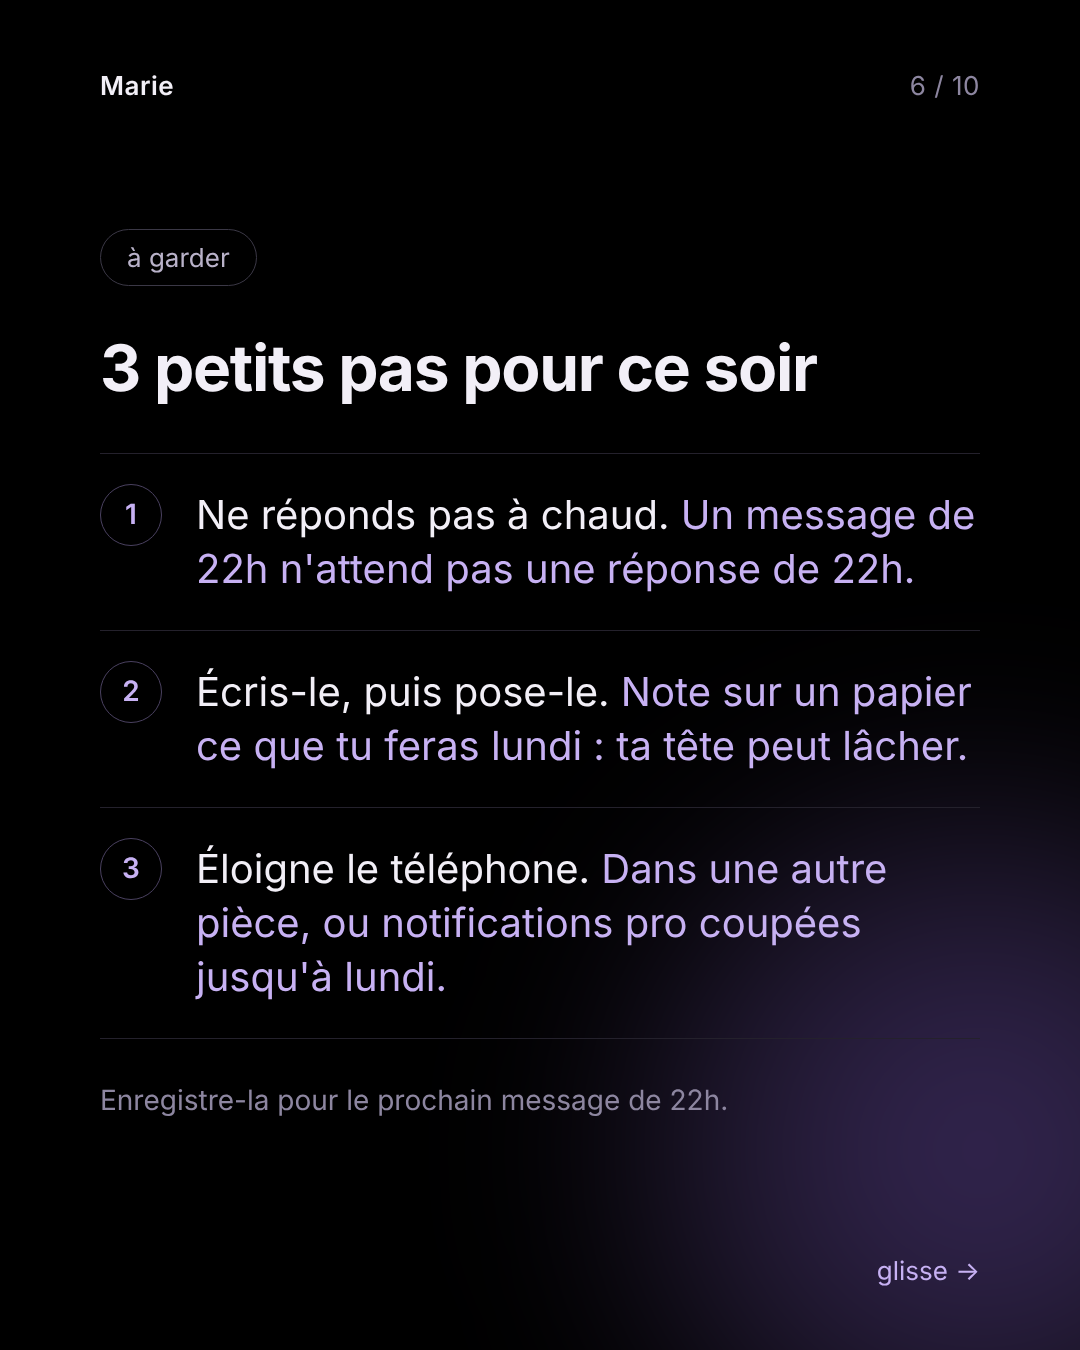 Marie
6 / 10
à garder
3 petits pas pour ce soir
1
Ne réponds pas à chaud. Un message de
22h n'attend pas une réponse de 22h.
2
Écris-le, puis pose-le. Note sur un papier
ce que tu feras lundi : ta tête peut lâcher.
3
Éloigne le téléphone. Dans une autre
pièce, ou notifications pro coupées
jusqu'à lundi.
Enregistre-la pour le prochain message de 22h.
glisse →